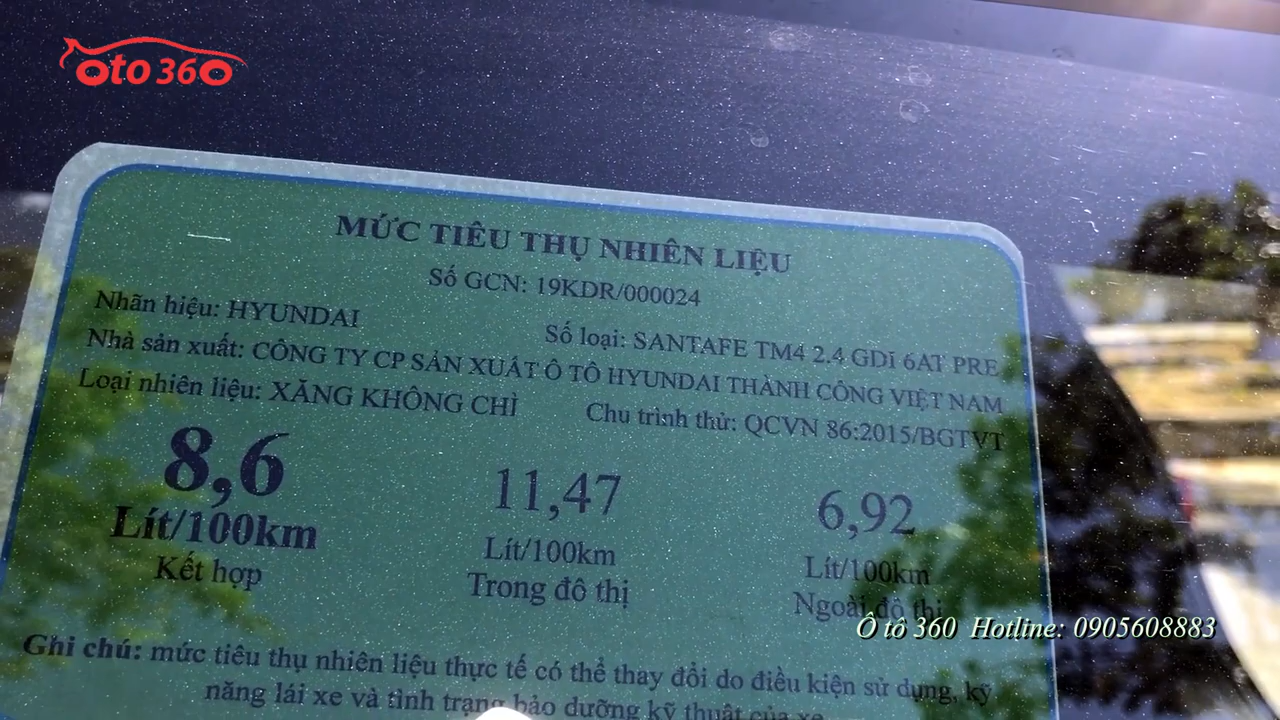 oto 360
MỨC TIÊU THỤ NHIÊN LIỆU
Số GCN: 19KDR/000024
Nhãn hiệu: HYUNDAI
Số loại: SANTAFE TM4 2.4 GDI 6AT PRE
Nhà sản xuất: CÔNG TY CP SẢN XUẤT Ô TÔ HYUNDAI THÀNH CÔNG VIỆT NAM
Loại nhiên liệu: XĂNG KHÔNG CHÌ
Chu trình thử: QCVN 86:2015/BGTVT
8,6
Lít/100km
Kết hợp
11,47
Lít/100km
Trong đô thị
6,92
Lít/100km
Ngoài đô thị
Ô tô 360 Hotline: 0905608883
Ghi chú: mức tiêu thụ nhiên liệu thực tế có thể thay đổi do điều kiện sử dụng, kỹ
năng lái xe và tình trạng bảo dưỡng kỹ thuật của xe